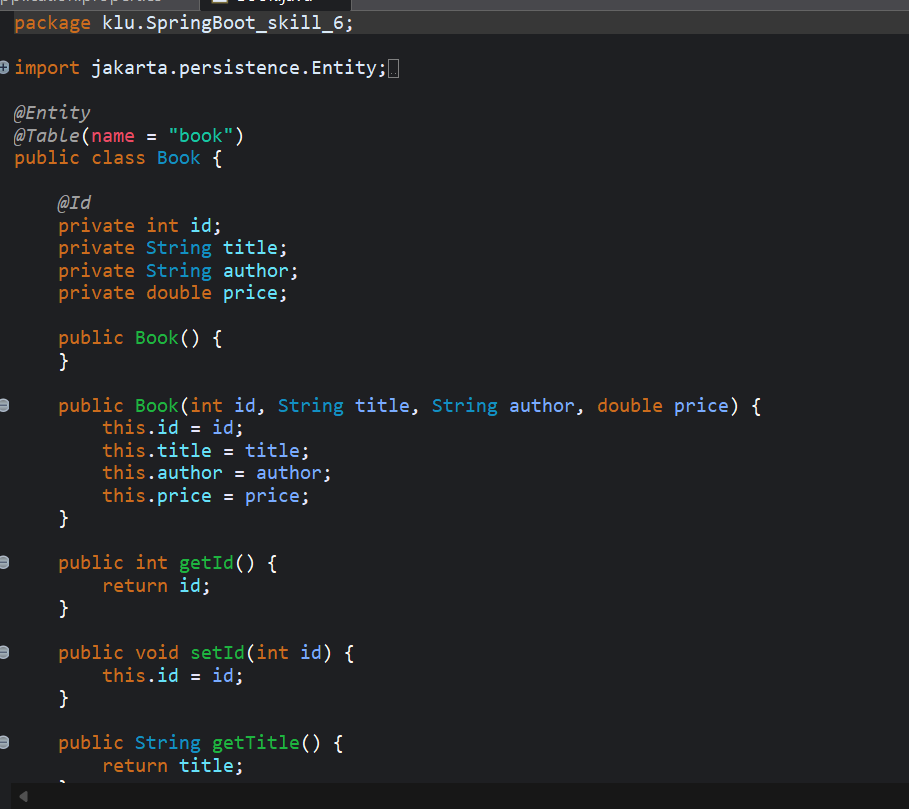 package klu.SpringBoot_skill_6;
import jakarta.persistence.Entity;
@Entity
@Table(name = "book")
public class Book {
@Id
private int id;
private String title;
private String author;
private double price;
public Book() {
}
public Book(int id, String title, String author, double price) {
this.id = id;
this.title = title;
this.author = author;
this.price = price;
}
public int getId() {
return id;
}
public void setId(int id) {
this.id = id;
}
public String getTitle() {
return title;